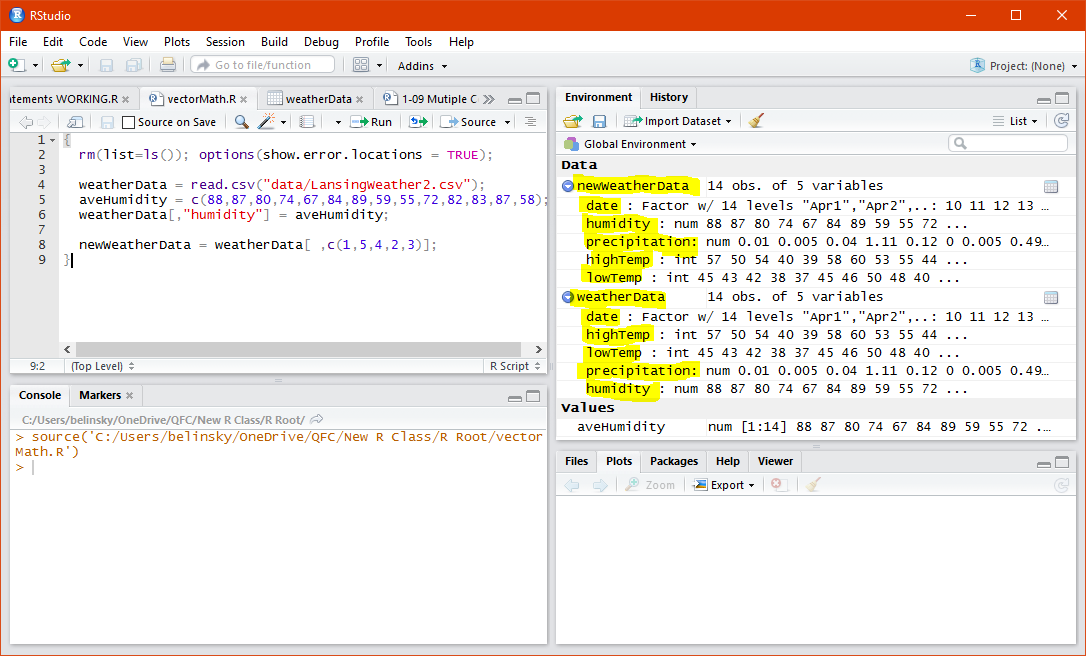 RStudio
File Edit Code View Plots Session Build Debug Profile Tools Help
Go to file/function Addins Project: (None)
atements WORKING.R vectorMath.R weatherData 1-09 Mutiple C
Source on Save Run Source
1 {
2 rm(list=ls()); options(show.error.locations = TRUE);
3
4 weatherData = read.csv("data/LansingWeather2.csv");
5 aveHumidity = c(88,87,80,74,67,84,89,59,55,72,82,83,87,58);
6 weatherData[,"humidity"] = aveHumidity;
7
8 newWeatherData = weatherData[ ,c(1,5,4,2,3)];
9 }
9:2 (Top Level) R Script
Console Markers
C:/Users/belinsky/OneDrive/QFC/New R Class/R Root/
> source('C:/Users/belinsky/OneDrive/QFC/New R Class/R Root/vector
Math.R')
>
Environment History
Import Dataset List
Global Environment
Data
newWeatherData 14 obs. of 5 variables
date : Factor w/ 14 levels "Apr1","Apr2",..: 10 11 12 13 …
humidity : num 88 87 80 74 67 84 89 59 55 72 ...
precipitation: num 0.01 0.005 0.04 1.11 0.12 0 0.005 0.49…
highTemp : int 57 50 54 40 39 58 60 53 55 44 ...
lowTemp : int 45 43 42 38 37 45 46 50 48 40 ...
weatherData 14 obs. of 5 variables
date : Factor w/ 14 levels "Apr1","Apr2",..: 10 11 12 13 …
highTemp : int 57 50 54 40 39 58 60 53 55 44 ...
lowTemp : int 45 43 42 38 37 45 46 50 48 40 ...
precipitation: num 0.01 0.005 0.04 1.11 0.12 0 0.005 0.49…
humidity : num 88 87 80 74 67 84 89 59 55 72 ...
Values
aveHumidity num [1:14] 88 87 80 74 67 84 89 59 55 72 ...
Files Plots Packages Help Viewer
Zoom Export